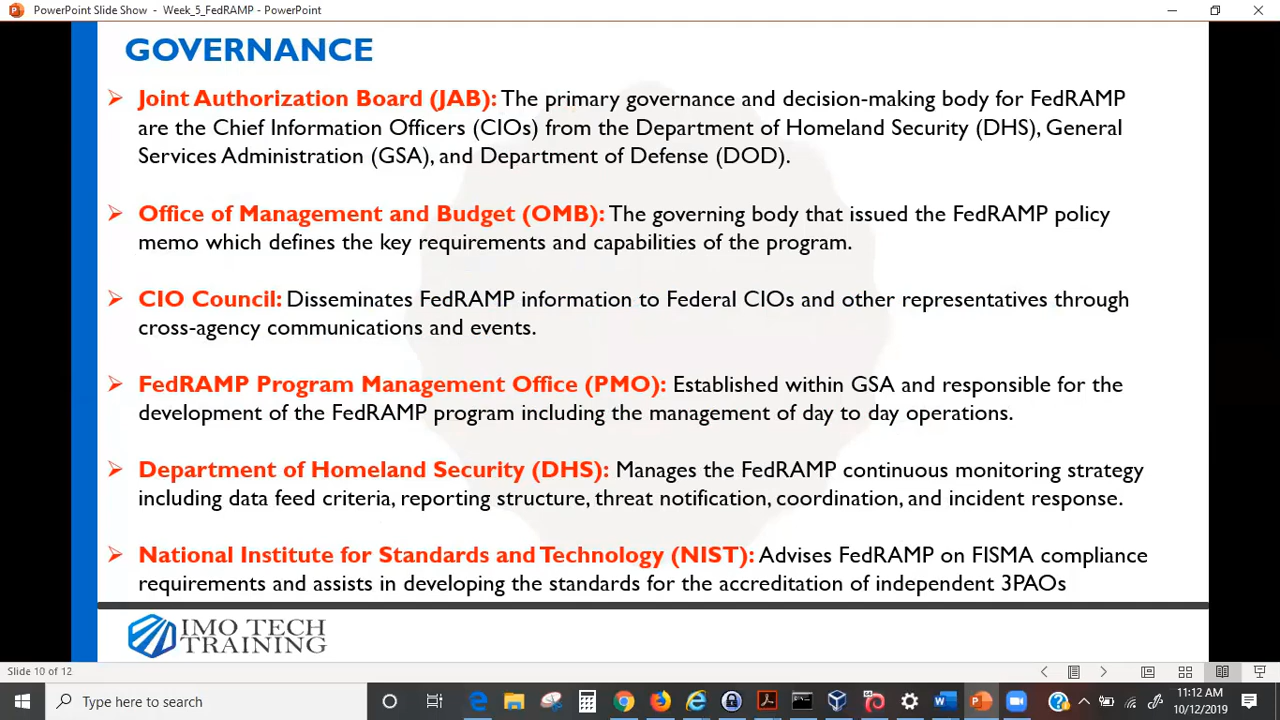 PowerPoint Slide Show - Week_5_FedRAMP - PowerPoint
GOVERNANCE
Joint Authorization Board (JAB): The primary governance and decision-making body for FedRAMP
are the Chief Information Officers (CIOs) from the Department of Homeland Security (DHS), General
Services Administration (GSA), and Department of Defense (DOD).
Office of Management and Budget (OMB): The governing body that issued the FedRAMP policy
memo which defines the key requirements and capabilities of the program.
CIO Council: Disseminates FedRAMP information to Federal CIOs and other representatives through
cross-agency communications and events.
FedRAMP Program Management Office (PMO): Established within GSA and responsible for the
development of the FedRAMP program including the management of day to day operations.
Department of Homeland Security (DHS): Manages the FedRAMP continuous monitoring strategy
including data feed criteria, reporting structure, threat notification, coordination, and incident response.
National Institute for Standards and Technology (NIST): Advises FedRAMP on FISMA compliance
requirements and assists in developing the standards for the accreditation of independent 3PAOs
IMO TECH
TRAINING
Slide 10 of 12
Type here to search
11:12 AM
10/12/2019